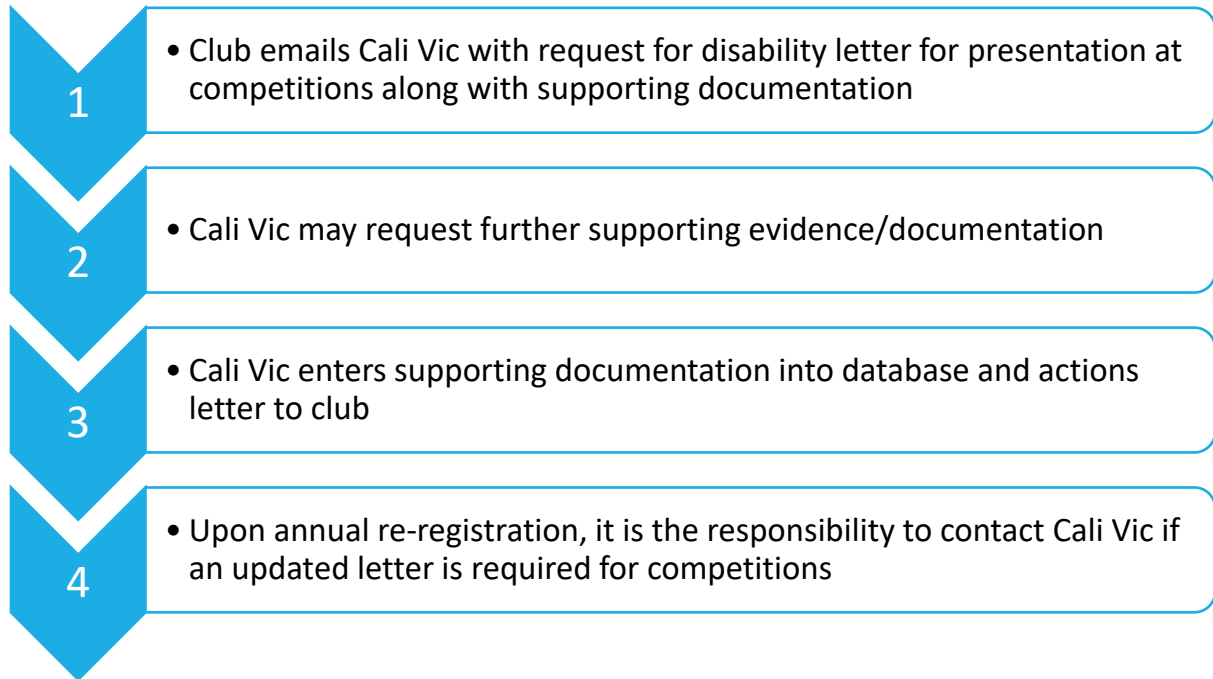 1
• Club emails Cali Vic with request for disability letter for presentation at
competitions along with supporting documentation
2
• Cali Vic may request further supporting evidence/documentation
3
• Cali Vic enters supporting documentation into database and actions
letter to club
4
• Upon annual re-registration, it is the responsibility to contact Cali Vic if
an updated letter is required for competitions